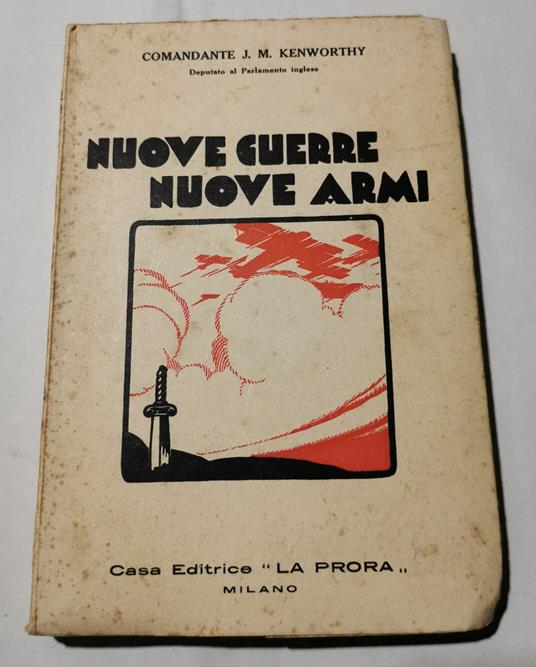 COMANDANTE J. M. KENWORTHY
Deputato al Parlamento inglese
NUOVE GUERRE
NUOVE ARMI
Casa Editrice "LA PRORA„
MILANO